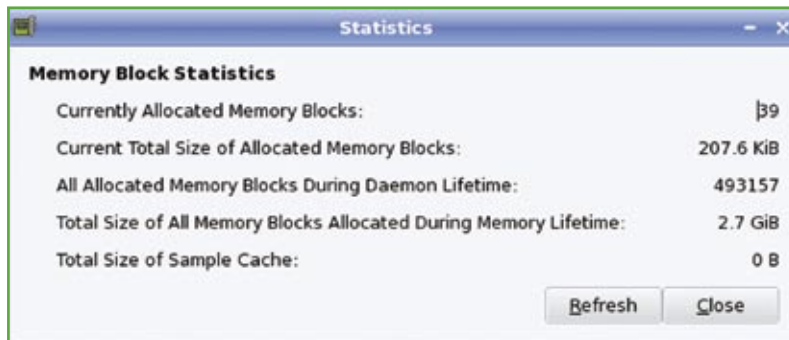 Statistics
Memory Block Statistics
Currently Allocated Memory Blocks: 39
Current Total Size of Allocated Memory Blocks: 207.6 KiB
All Allocated Memory Blocks During Daemon Lifetime: 493157
Total Size of All Memory Blocks Allocated During Memory Lifetime: 2.7 GiB
Total Size of Sample Cache: 0 B
Refresh Close